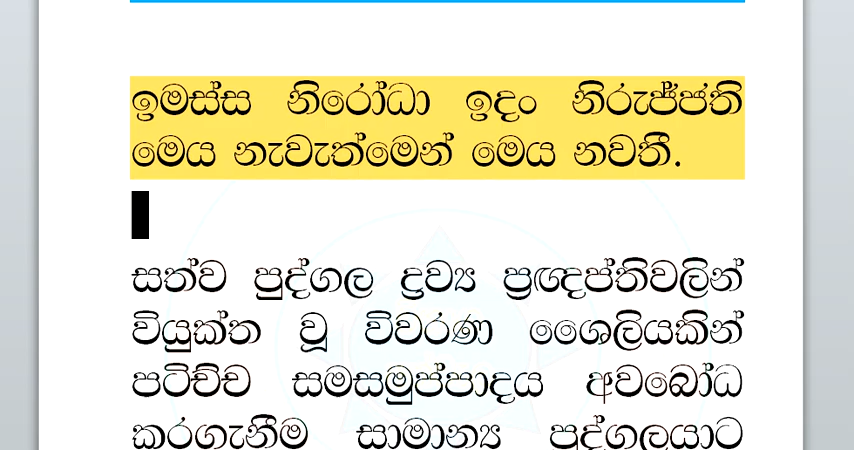 ඉමස්ස නිරෝධා ඉදං නිරුජ්ජති
මෙය නැවැත්මෙන් මෙය නවතී.
සත්ව පුද්ගල ද්‍රව්‍ය ප්‍රඥප්තිවලින්
වියුක්ත වූ විවරණ ශෛලියකින්
පටිච්ච සමසමුප්පාදය අවබෝධ
කරගැනීම සාමාන්‍ය පුද්ගලයාට